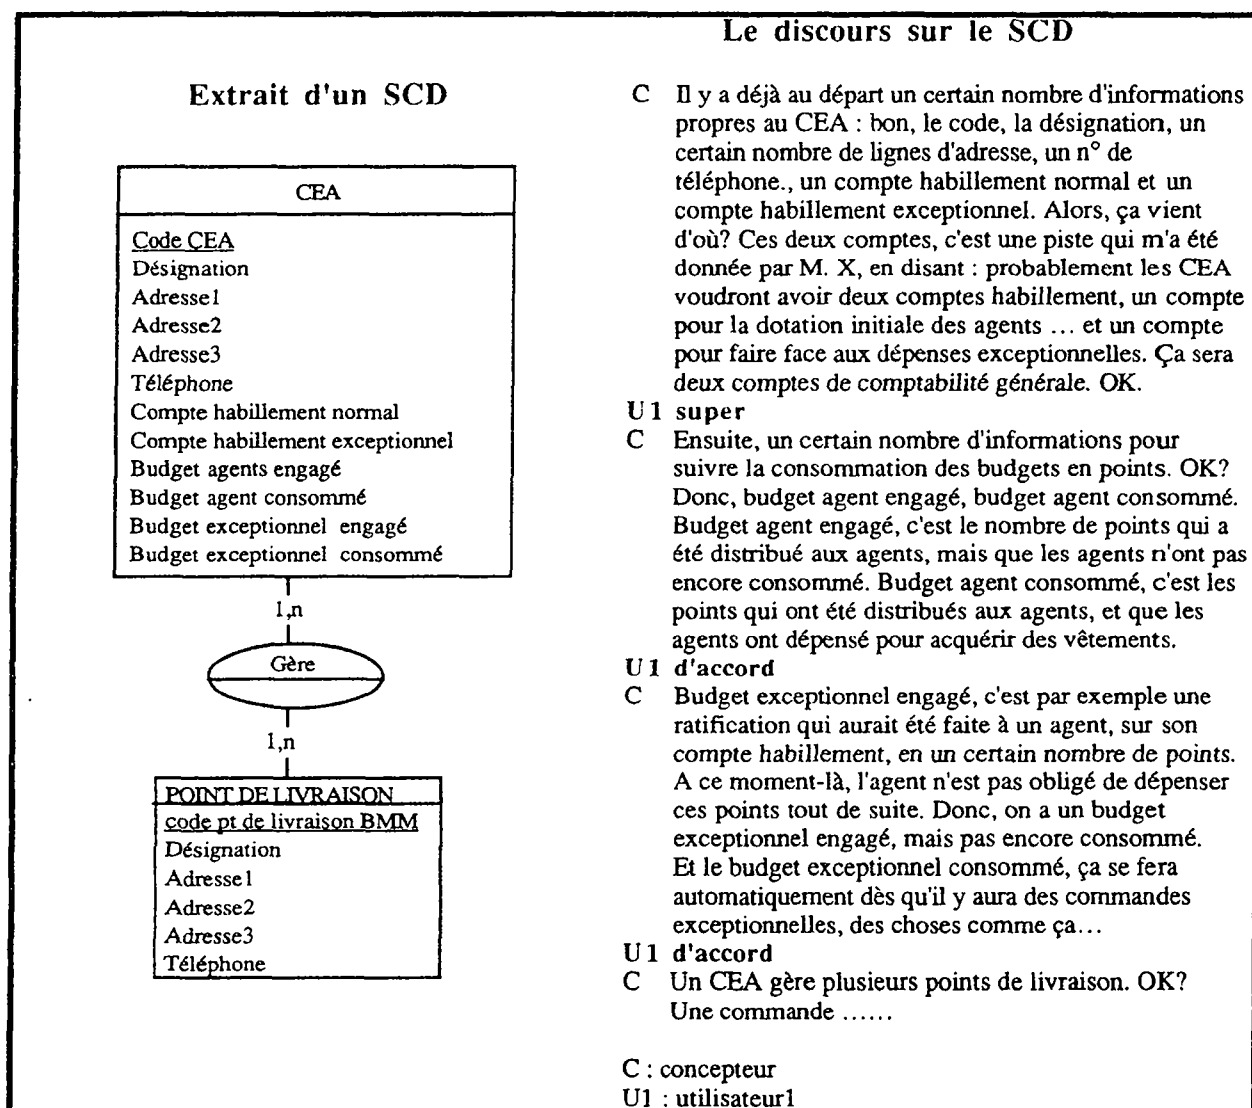 Le discours sur le SCD
Extrait d'un SCD
CEA
Code CEA
Désignation
Adresse1
Adresse2
Adresse3
Téléphone
Compte habillement normal
Compte habillement exceptionnel
Budget agents engagé
Budget agent consommé
Budget exceptionnel engagé
Budget exceptionnel consommé
1,n
Gère
1,n
POINT DE LIVRAISON
code pt de livraison BMM
Désignation
Adresse1
Adresse2
Adresse3
Téléphone
C Il y a déjà au départ un certain nombre d'informations
propres au CEA : bon, le code, la désignation, un
certain nombre de lignes d'adresse, un n° de
téléphone., un compte habillement normal et un
compte habillement exceptionnel. Alors, ça vient
d'où? Ces deux comptes, c'est une piste qui m'a été
donnée par M. X, en disant : probablement les CEA
voudront avoir deux comptes habillement, un compte
pour la dotation initiale des agents ... et un compte
pour faire face aux dépenses exceptionnelles. Ça sera
deux comptes de comptabilité générale. OK.
U1 super
C Ensuite, un certain nombre d'informations pour
suivre la consommation des budgets en points. OK?
Donc, budget agent engagé, budget agent consommé.
Budget agent engagé, c'est le nombre de points qui a
été distribué aux agents, mais que les agents n'ont pas
encore consommé. Budget agent consommé, c'est les
points qui ont été distribués aux agents, et que les
agents ont dépensé pour acquérir des vêtements.
U1 d'accord
C Budget exceptionnel engagé, c'est par exemple une
ratification qui aurait été faite à un agent, sur son
compte habillement, en un certain nombre de points.
A ce moment-là, l'agent n'est pas obligé de dépenser
ces points tout de suite. Donc, on a un budget
exceptionnel engagé, mais pas encore consommé.
Et le budget exceptionnel consommé, ça se fera
automatiquement dès qu'il y aura des commandes
exceptionnelles, des choses comme ça...
U1 d'accord
C Un CEA gère plusieurs points de livraison. OK?
Une commande ......
C : concepteur
U1 : utilisateur1